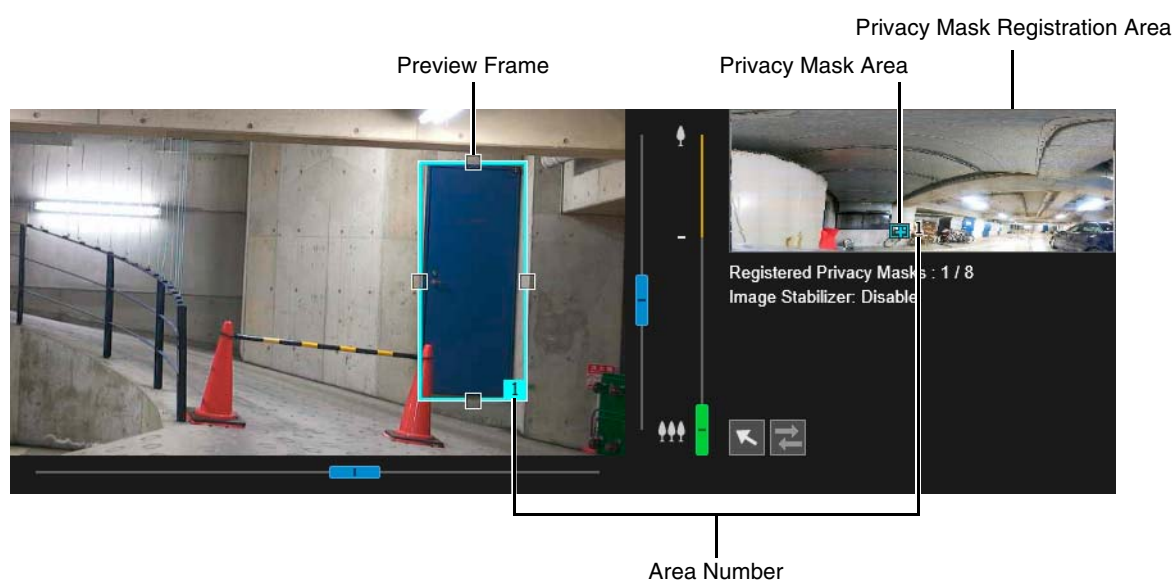 Privacy Mask Registration Area
Preview Frame
Privacy Mask Area
1
Registered Privacy Masks : 1 / 8
Image Stabilizer: Disable
1
Area Number